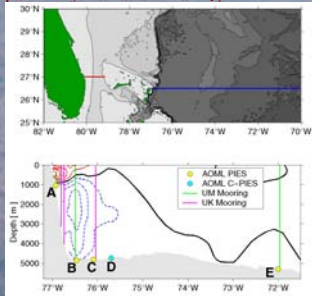 30°N
29°N
28°N
27°N
26°N
25°N
82°W 80°W 78°W 76°W 74°W 72°W 70°W
AOML PIES
AOML C-PIES
UM Mooring
UK Mooring
0
1000
2000
3000
4000
5000
Depth [m]
A
B
C
D
E
77°W 76°W 75°W 74°W 73°W 72°W